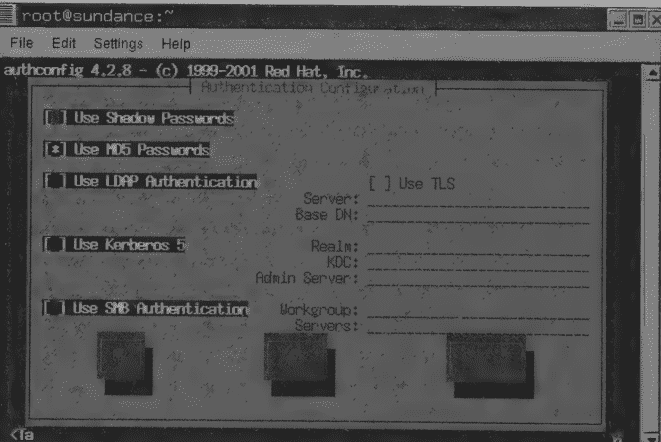 root@sundance:~
File Edit Settings Help
authconfig 4.2.8 - (c) 1999-2001 Red Hat, Inc.
Authentication Configuration
[ ] Use Shadow Passwords
[*] Use MD5 Passwords
[ ] Use LDAP Authentication [ ] Use TLS
Server:
Base DN:
[ ] Use Kerberos 5 Realm:
KDC:
Admin Server:
[ ] Use SMB Authentication Workgroup:
Servers: